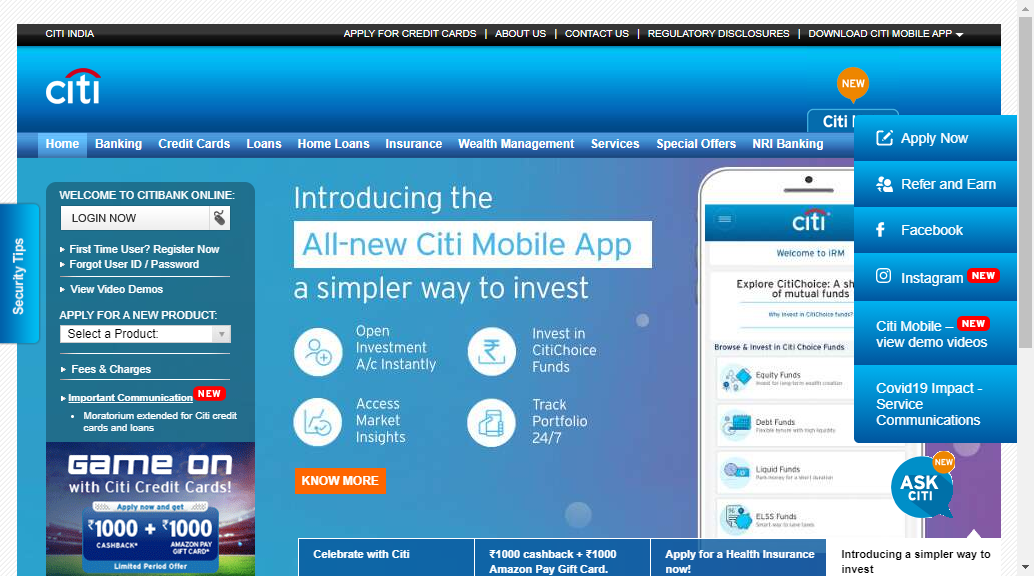 CITI INDIA
APPLY FOR CREDIT CARDS | ABOUT US | CONTACT US | REGULATORY DISCLOSURES | DOWNLOAD CITI MOBILE APP
citi
NEW
Citi
Home Banking Credit Cards Loans Home Loans Insurance Wealth Management Services Special Offers NRI Banking
Apply Now
Refer and Earn
Facebook
Instagram NEW
Citi Mobile – NEW
view demo videos
Covid19 Impact -
Service
Communications
Security Tips
WELCOME TO CITIBANK ONLINE:
LOGIN NOW
First Time User? Register Now
Forgot User ID / Password
View Video Demos
APPLY FOR A NEW PRODUCT:
Select a Product:
Fees & Charges
Important Communication NEW
Moratorium extended for Citi credit
cards and loans
GAME ON
with Citi Credit Cards!
Apply now and get
₹1000 + ₹1000
CASHBACK* AMAZON PAY
GIFT CARD*
Limited Period Offer
Introducing the
All-new Citi Mobile App
a simpler way to invest
Open
Investment
A/c Instantly
Invest in
CitiChoice
Funds
Access
Market
Insights
Track
Portfolio
24/7
KNOW MORE
citi
Welcome to iRM
Explore CitiChoice: A sh
of mutual funds
Why invest in CitiChoice funds?
Browse & Invest in Citi Choice Funds
Equity Funds
Invest for long-term wealth creation
Debt Funds
Flexible tenure with high liquidity
Liquid Funds
Park money for a short duration
ELSS Funds
Smart way to save taxes
NEW
ASK
CITI
Celebrate with Citi
₹1000 cashback + ₹1000
Amazon Pay Gift Card.
Apply for a Health Insurance
now!
Introducing a simpler way to
invest